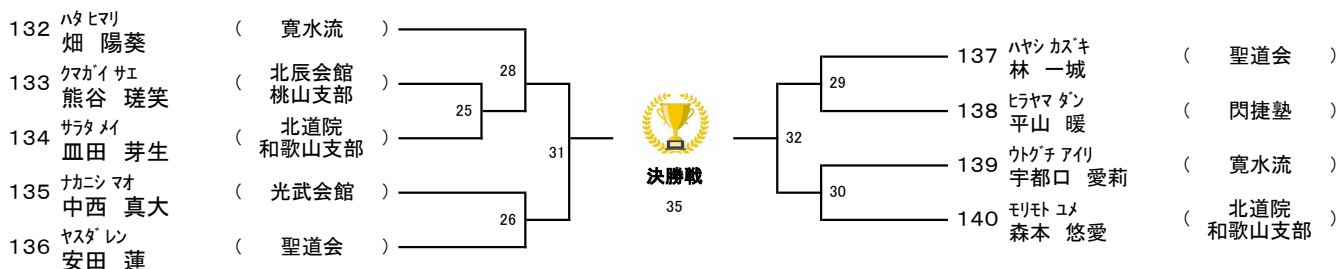 ハタ ヒマリ
132 畑 陽葵 ( 寛水流 )
クマガイ サエ
133 熊谷 瑳笑 ( 北辰会館 桃山支部 )
サラタ メイ
134 皿田 芽生 ( 北道院 和歌山支部 )
ナカニシ マオ
135 中西 真大 ( 光武会館 )
ヤスダ レン
136 安田 蓮 ( 聖道会 )
28
25
31
26
決勝戦
35
29
32
30
ハヤシ カズキ
137 林 一城 ( 聖道会 )
ヒラヤマ ダン
138 平山 暖 ( 閃捷塾 )
ウトグチ アイリ
139 宇都口 愛莉 ( 寛水流 )
モリモト ユメ
140 森本 悠愛 ( 北道院 和歌山支部 )